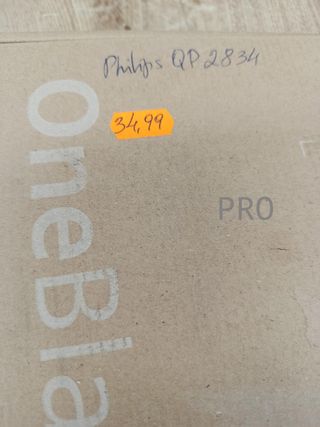 Philips QP2834
34,99
PRO
OneBla